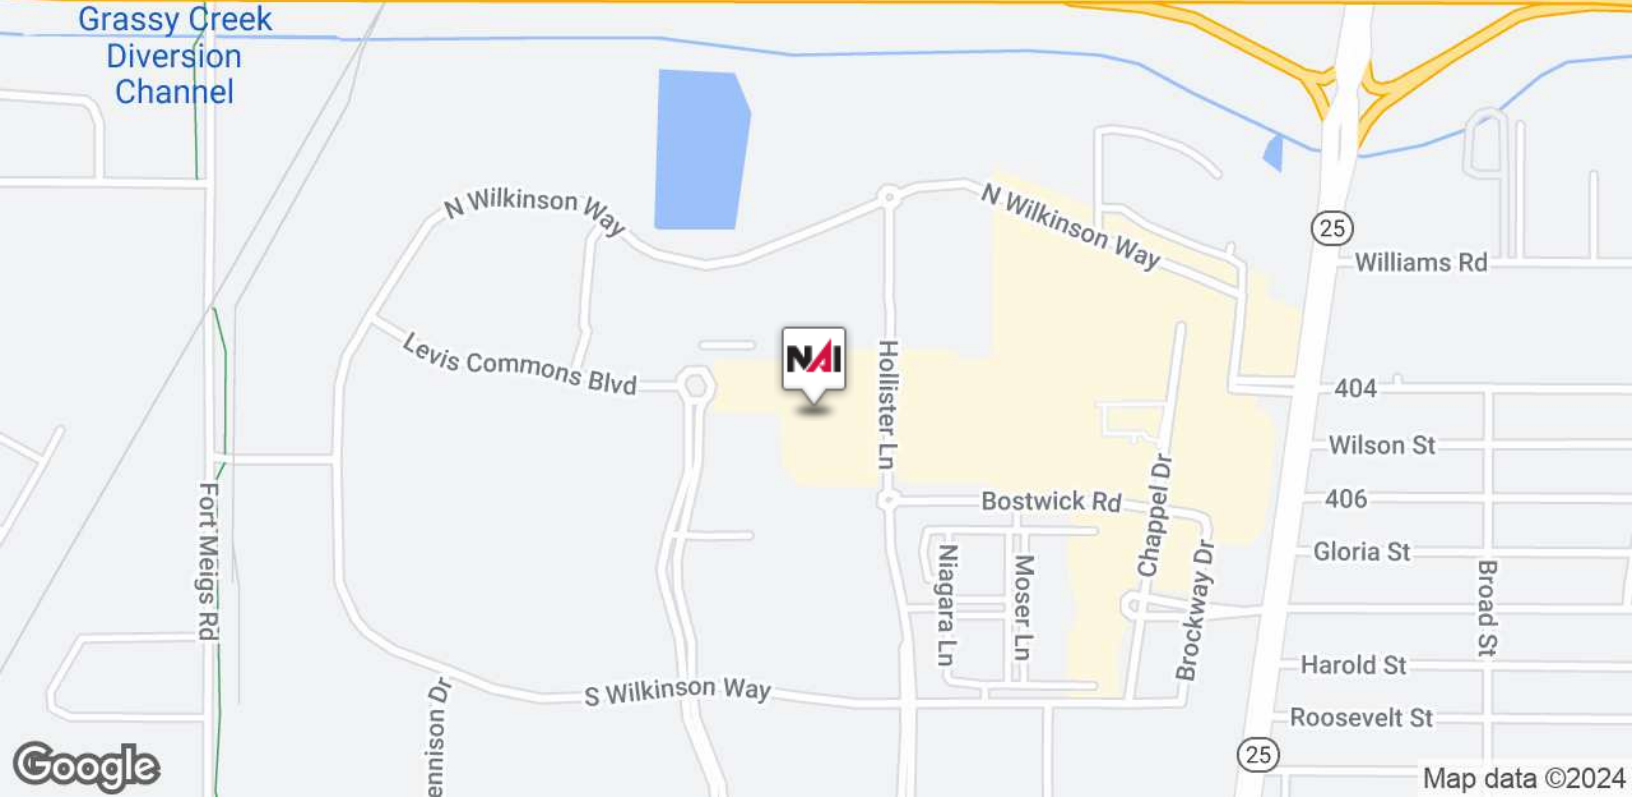 Grassy Creek
Diversion
Channel
N Wilkinson Way
N Wilkinson Way
25
Williams Rd
NAI
Levis Commons Blvd
Hollister Ln
404
Wilson St
Bostwick Rd
406
Fort Meigs Rd
Chappel Dr
Gloria St
Niagara Ln
Moser Ln
Brockway Dr
Broad St
Harold St
S Wilkinson Way
ennison Dr
Roosevelt St
25
Google
Map data ©2024